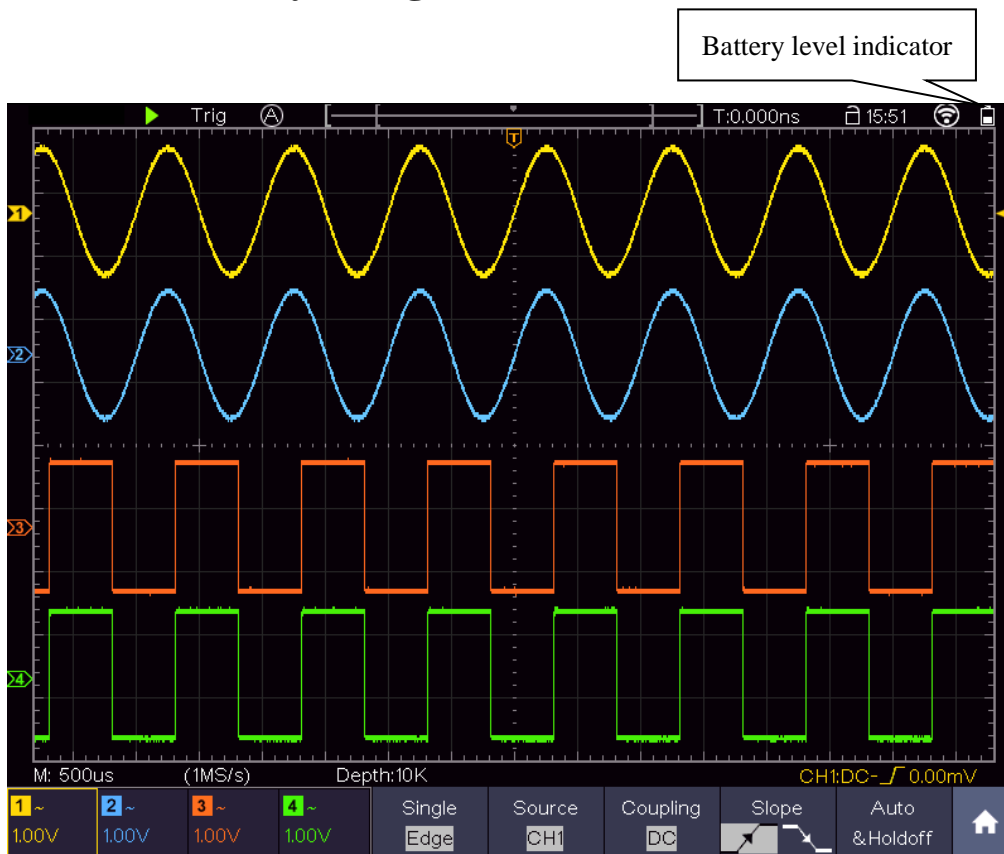 Battery level indicator
Trig A T:0.000ns 15:51
T
1
2
3
4
M: 500us (1MS/s) Depth:10K CH1:DC- 0.00mV
1 ~ 2 ~ 3 ~ 4 ~ Single Source Coupling Slope Auto
1.00V 1.00V 1.00V 1.00V Edge CH1 DC &Holdoff